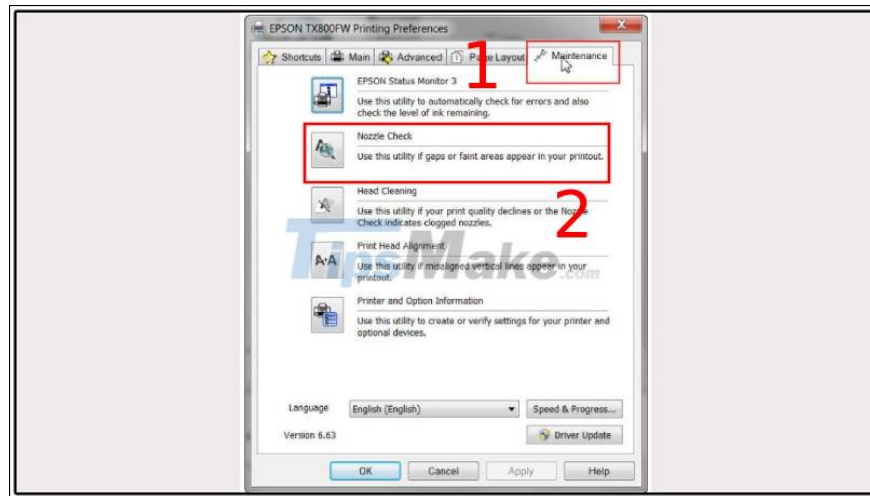 EPSON TX800FW Printing Preferences
Shortcuts Main Advanced Page Layout Maintenance
1
EPSON Status Monitor 3
Use this utility to automatically check for errors and also
check the level of ink remaining.
Nozzle Check
Use this utility if gaps or faint areas appear in your printout.
2
Head Cleaning
Use this utility if your print quality declines or the Nozzle
Check indicates clogged nozzles.
TipsMake.com
Print Head Alignment
A·A
Use this utility if misaligned vertical lines appear in your
printout.
Printer and Option Information
Use this utility to create or verify settings for your printer and
optional devices.
Language English (English) Speed & Progress...
Version 6.63 Driver Update
OK Cancel Apply Help